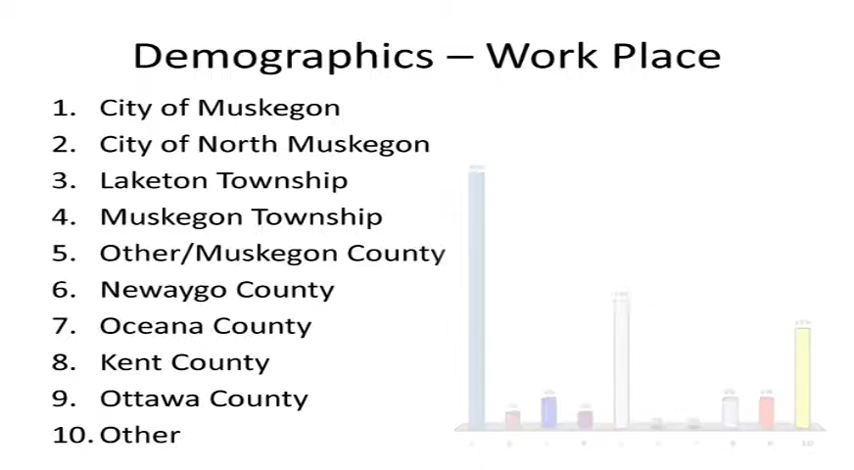 Demographics – Work Place
1. City of Muskegon
2. City of North Muskegon
3. Laketon Township
4. Muskegon Township
5. Other/Muskegon County
6. Newaygo County
7. Oceana County
8. Kent County
9. Ottawa County
10. Other